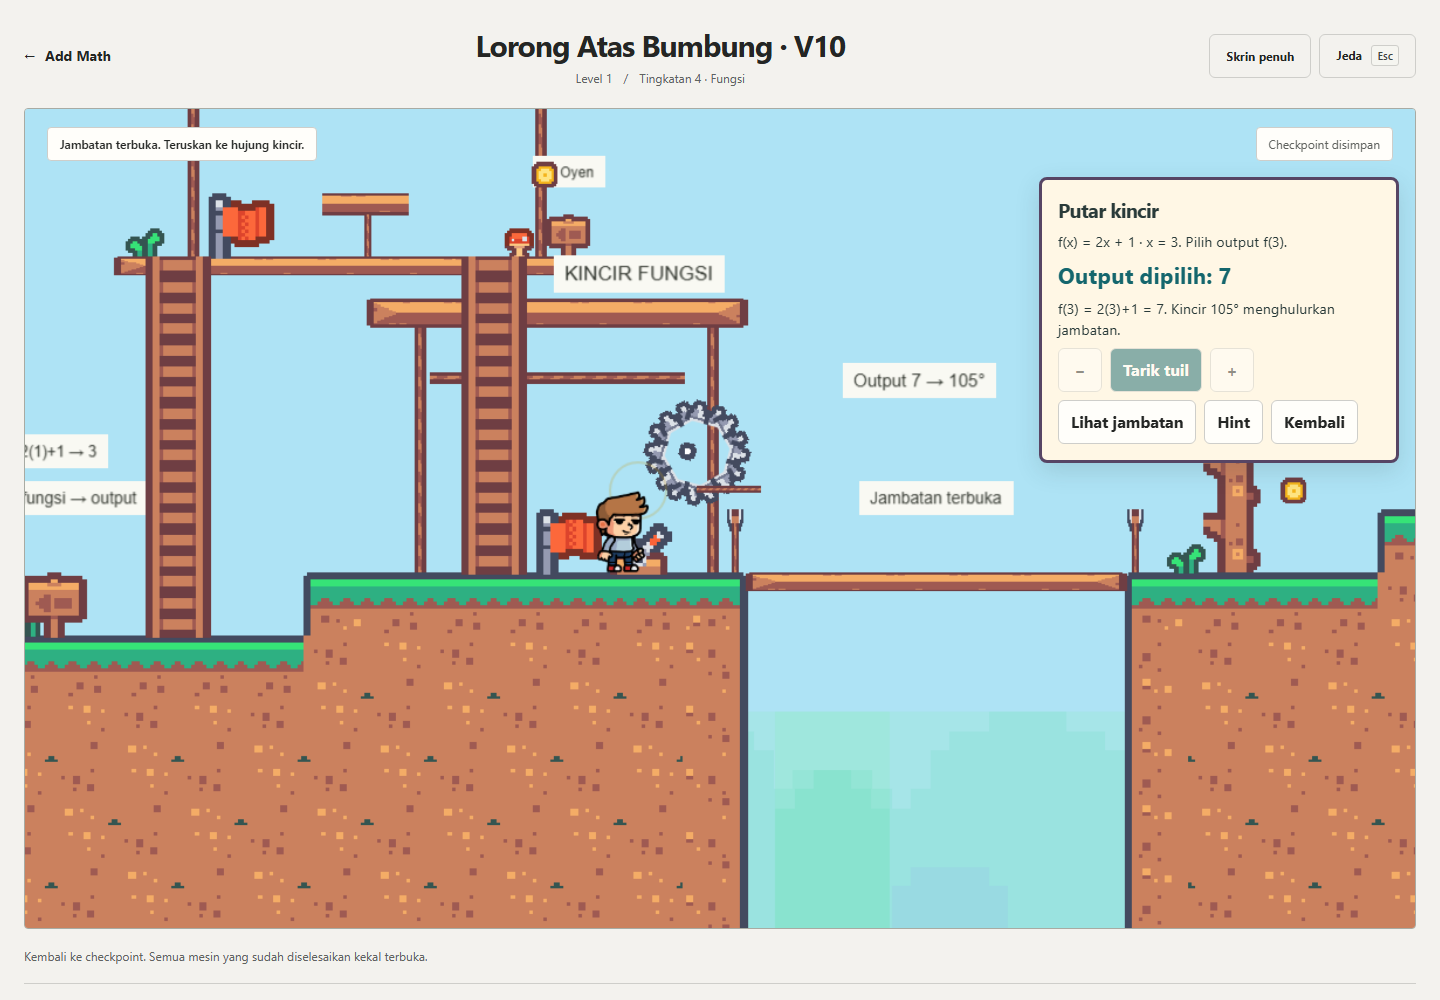 ← Add Math
Lorong Atas Bumbung · V10
Level 1 / Tingkatan 4 · Fungsi
Skrin penuh
Jeda Esc
Jambatan terbuka. Teruskan ke hujung kincir.
Checkpoint disimpan
Oyen
KINCIR FUNGSI
Putar kincir
f(x) = 2x + 1 · x = 3. Pilih output f(3).
Output dipilih: 7
f(3) = 2(3)+1 = 7. Kincir 105° menghulurkan
jambatan.
− Tarik tuil +
Lihat jambatan Hint Kembali
Output 7 → 105°
(1)+1 → 3
fungsi → output
Jambatan terbuka
Kembali ke checkpoint. Semua mesin yang sudah diselesaikan kekal terbuka.